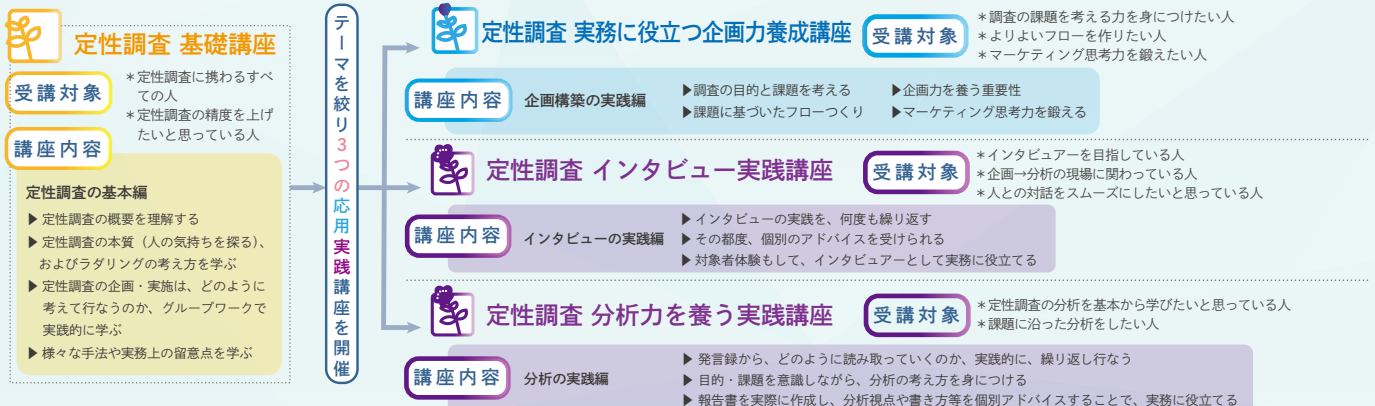 定性調査 基礎講座
受講対象
＊定性調査に携わるすべ
ての人
＊定性調査の精度を上げ
たいと思っている人
講座内容
定性調査の基本編
▶ 定性調査の概要を理解する
▶ 定性調査の本質（人の気持ちを探る）、
およびラダリングの考え方を学ぶ
▶ 定性調査の企画・実施は、どのように
考えて行なうのか、グループワークで
実践的に学ぶ
▶ 様々な手法や実務上の留意点を学ぶ
テーマを絞り3つの応用実践講座を開催
定性調査 実務に役立つ企画力養成講座
受講対象
＊調査の課題を考える力を身につけたい人
＊よりよいフローを作りたい人
＊マーケティング思考力を鍛えたい人
講座内容
企画構築の実践編
▶調査の目的と課題を考える
▶課題に基づいたフローつくり
▶企画力を養う重要性
▶マーケティング思考力を鍛える
定性調査 インタビュー実践講座
受講対象
＊インタビュアーを目指している人
＊企画→分析の現場に関わっている人
＊人との対話をスムーズにしたいと思っている人
講座内容
インタビューの実践編
▶ インタビューの実践を、何度も繰り返す
▶ その都度、個別のアドバイスを受けられる
▶ 対象者体験もして、インタビュアーとして実務に役立てる
定性調査 分析力を養う実践講座
受講対象
＊定性調査の分析を基本から学びたいと思っている人
＊課題に沿った分析をしたい人
講座内容
分析の実践編
▶ 発言録から、どのように読み取っていくのか、実践的に、繰り返し行なう
▶ 目的・課題を意識しながら、分析の考え方を身につける
▶ 報告書を実際に作成し、分析視点や書き方等を個別アドバイスすることで、実務に役立てる